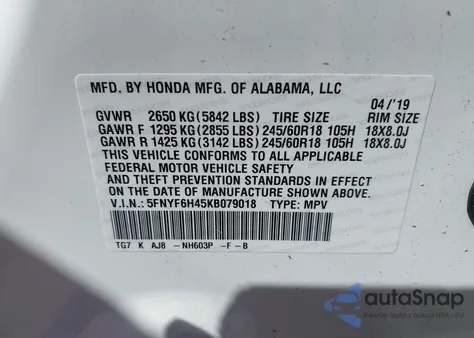 MFD. BY HONDA MFG. OF ALABAMA, LLC
04/'19
GVWR 2650 KG (5842 LBS) TIRE SIZE RIM SIZE
GAWR F 1295 KG (2855 LBS) 245/60R18 105H 18X8.0J
GAWR R 1425 KG (3142 LBS) 245/60R18 105H 18X8.0J
THIS VEHICLE CONFORMS TO ALL APPLICABLE
FEDERAL MOTOR VEHICLE SAFETY
AND THEFT PREVENTION STANDARDS IN EFFECT
ON THE DATE OF MANUFACTURE SHOWN ABOVE.
V.I.N.: 5FNYF6H45KB079018 TYPE: MPV
TG7 K AJ8 -NH603P -F -B
autoSnap